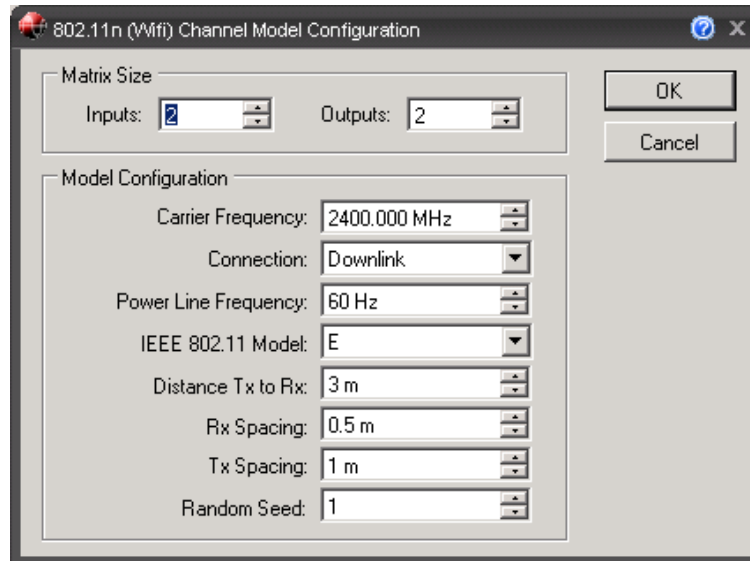 802.11n (Wifi) Channel Model Configuration
Matrix Size
Inputs: 2 Outputs: 2
OK
Cancel
Model Configuration
Carrier Frequency: 2400.000 MHz
Connection: Downlink
Power Line Frequency: 60 Hz
IEEE 802.11 Model: E
Distance Tx to Rx: 3 m
Rx Spacing: 0.5 m
Tx Spacing: 1 m
Random Seed: 1